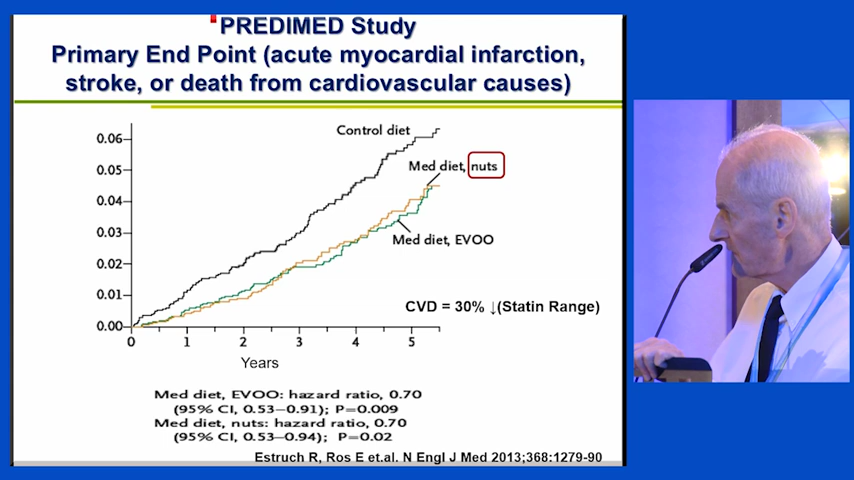 PREDIMED Study
Primary End Point (acute myocardial infarction,
stroke, or death from cardiovascular causes)
0.06
0.05
0.04
0.03
0.02
0.01
0.00
0 1 2 3 4 5
Years
Control diet
Med diet, nuts
Med diet, EVOO
CVD = 30% ↓(Statin Range)
Med diet, EVOO: hazard ratio, 0.70
(95% CI, 0.53–0.91); P=0.009
Med diet, nuts: hazard ratio, 0.70
(95% CI, 0.53–0.94); P=0.02
Estruch R, Ros E et.al. N Engl J Med 2013;368:1279-90